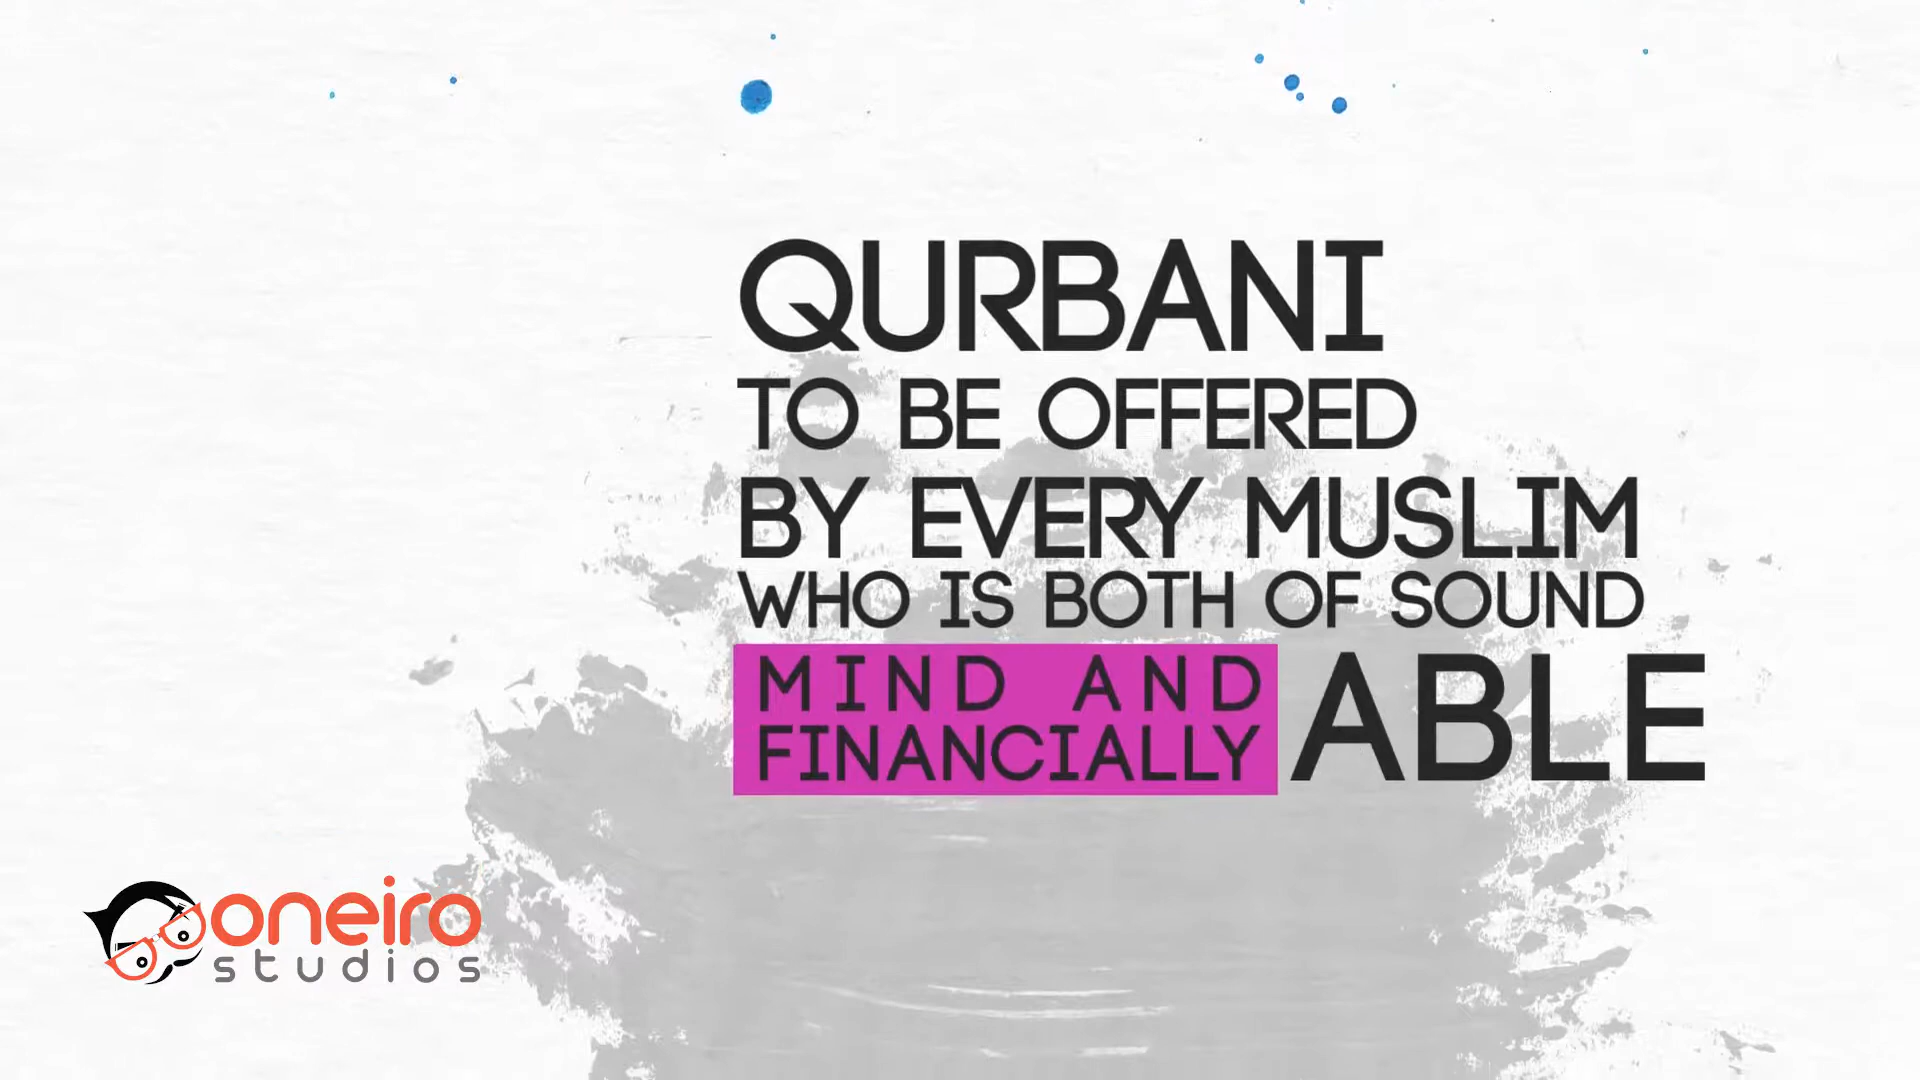 QURBANI
TO BE OFFERED
BY EVERY MUSLIM
WHO IS BOTH OF SOUND
MIND AND
FINANCIALLY ABLE
oneiro
studios